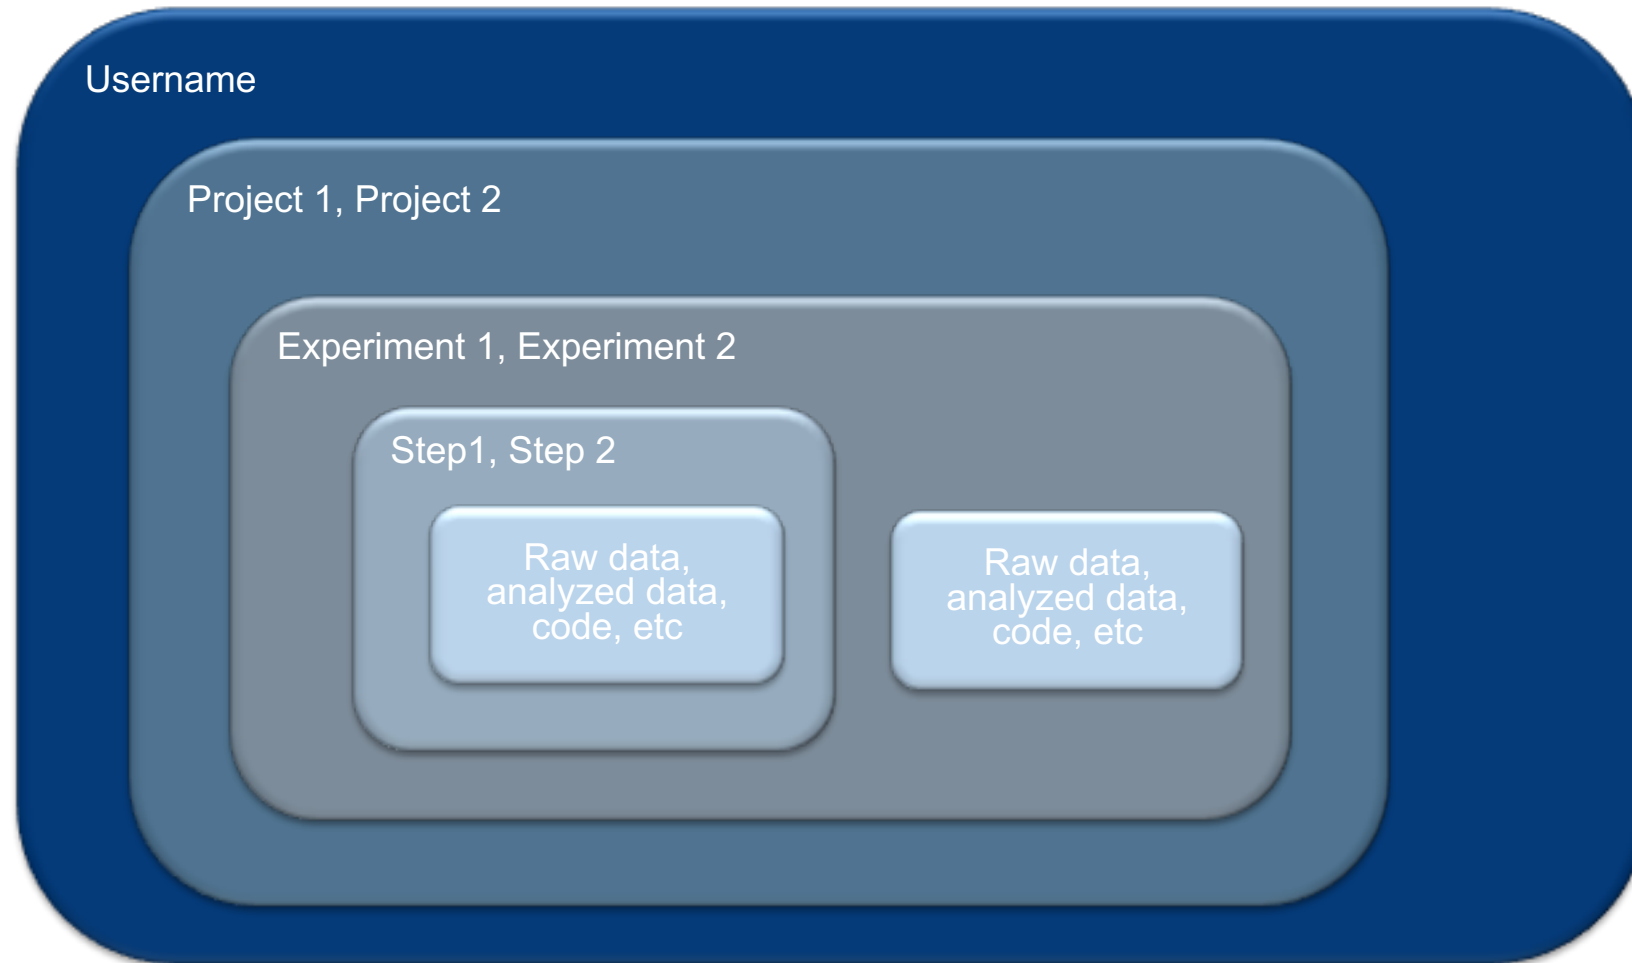 Username
Project 1, Project 2
Experiment 1, Experiment 2
Step1, Step 2
Raw data,
analyzed data,
code, etc
Raw data,
analyzed data,
code, etc